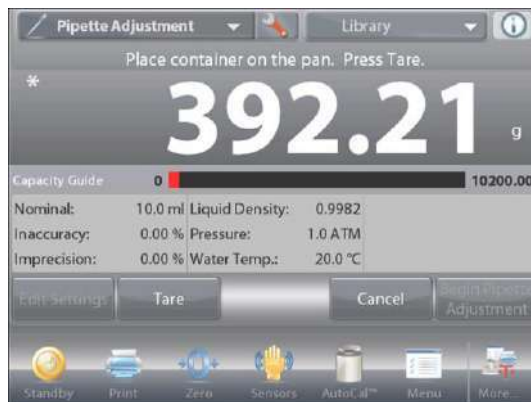 Pipette Adjustment
Library
Place container on the pan. Press Tare.
*
392.21
g
Capacity Guide 0 10200.00
Nominal: 10.0 ml Liquid Density: 0.9982
Inaccuracy: 0.00 % Pressure: 1.0 ATM
Imprecision: 0.00 % Water Temp.: 20.0 °C
Edit Settings
Tare
Cancel
Begin Pipette
Adjustment
Standby
Print
Zero
Sensors
AutoCal™
Menu
More...